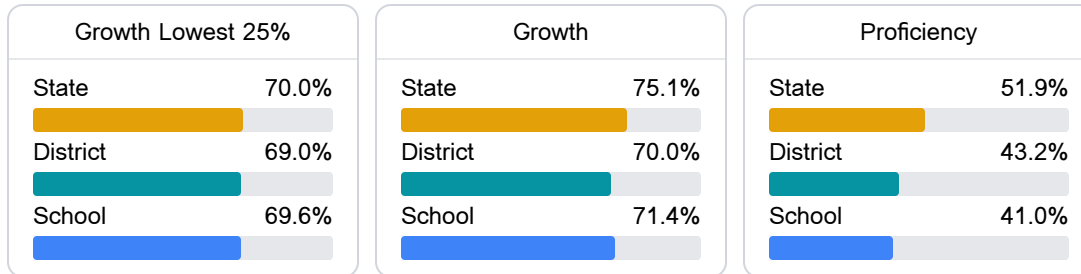 Growth Lowest 25%
State 70.0%
District 69.0%
School 69.6%
Growth
State 75.1%
District 70.0%
School 71.4%
Proficiency
State 51.9%
District 43.2%
School 41.0%